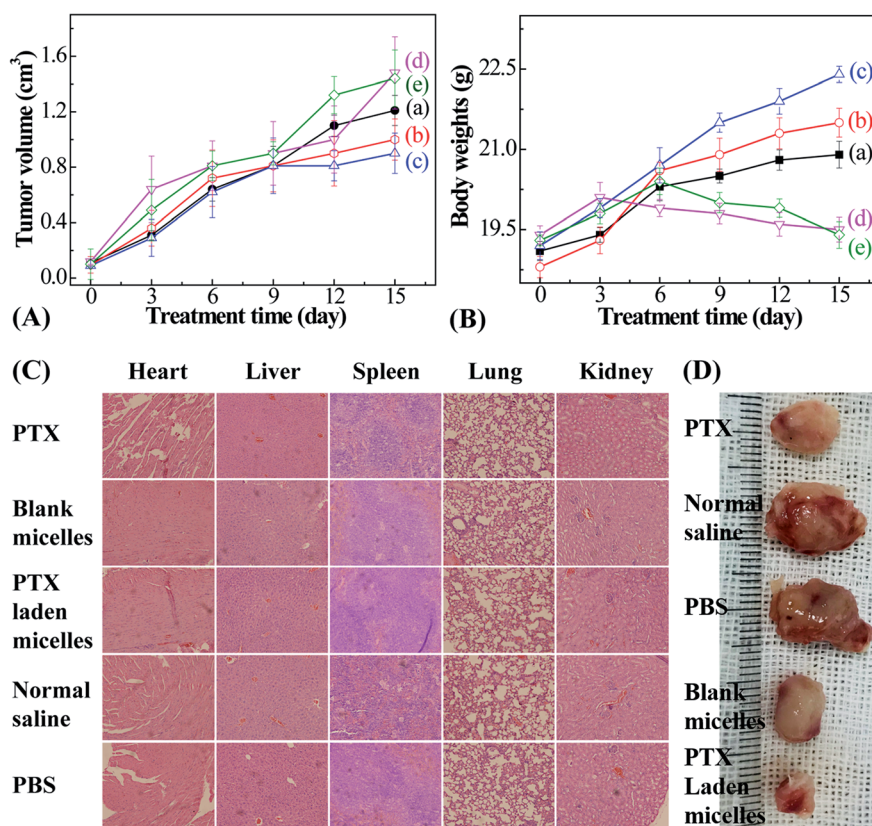 Tumor volume (cm³)
1.6
1.2
0.8
0.4
0.0
(d)
(e)
(a)
(b)
(c)
0 3 6 9 12 15
(A) Treatment time (day)
Body weights (g)
22.5
21.0
19.5
(c)
(b)
(a)
(d)
(e)
0 3 6 9 12 15
(B) Treatment time (day)
(C) Heart Liver Spleen Lung Kidney
PTX
Blank
micelles
PTX
laden
micelles
Normal
saline
PBS
(D)
PTX
Normal
saline
PBS
Blank
micelles
PTX
Laden
micelles